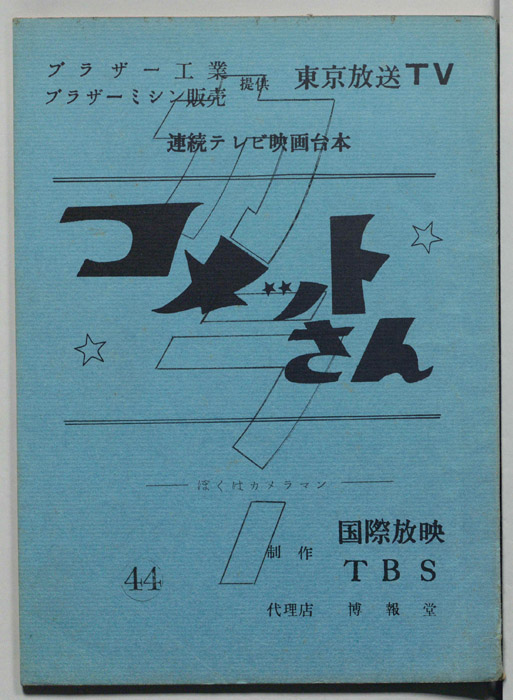 ブラザー工業
ブラザーミシン販売
提供
東京放送TV
連続テレビ映画台本
コメットさん
カラー
ぼくはカメラマン
制作 国際放映
TBS
44
代理店 博報堂